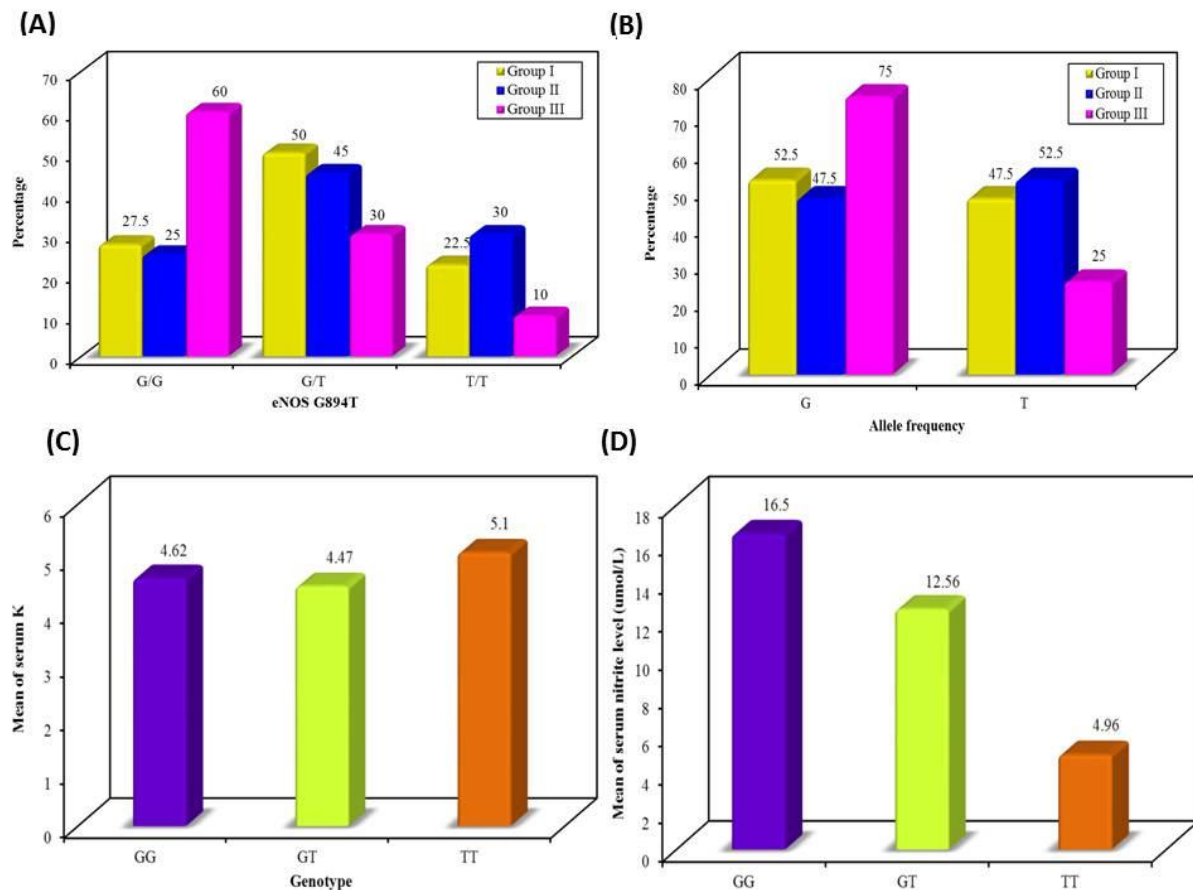 (A)
70
60
50
40
30
20
10
0
Percentage
Group I
Group II
Group III
27.5
25
60
50
45
30
22.5
30
10
G/G
G/T
T/T
eNOS G894T
(B)
80
70
60
50
40
30
20
10
0
Percentage
Group I
Group II
Group III
52.5
47.5
75
47.5
52.5
25
G
T
Allele frequency
(C)
6
5
4
3
2
1
0
Mean of serum K
4.62
4.47
5.1
GG
GT
TT
Genotype
(D)
18
16
14
12
10
8
6
4
2
0
Mean of serum nitrite level (umol/L)
16.5
12.56
4.96
GG
GT
TT